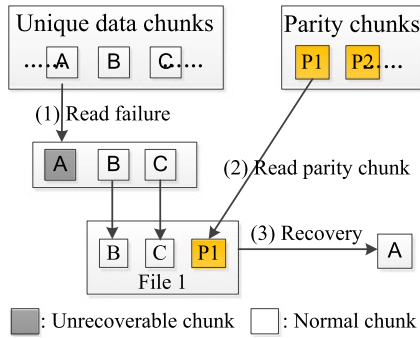 Unique data chunks
Parity chunks
.....A B C.....
P1 P2.....
(1) Read failure
A B C
(2) Read parity chunk
B C P1
File 1
(3) Recovery
A
: Unrecoverable chunk
: Normal chunk